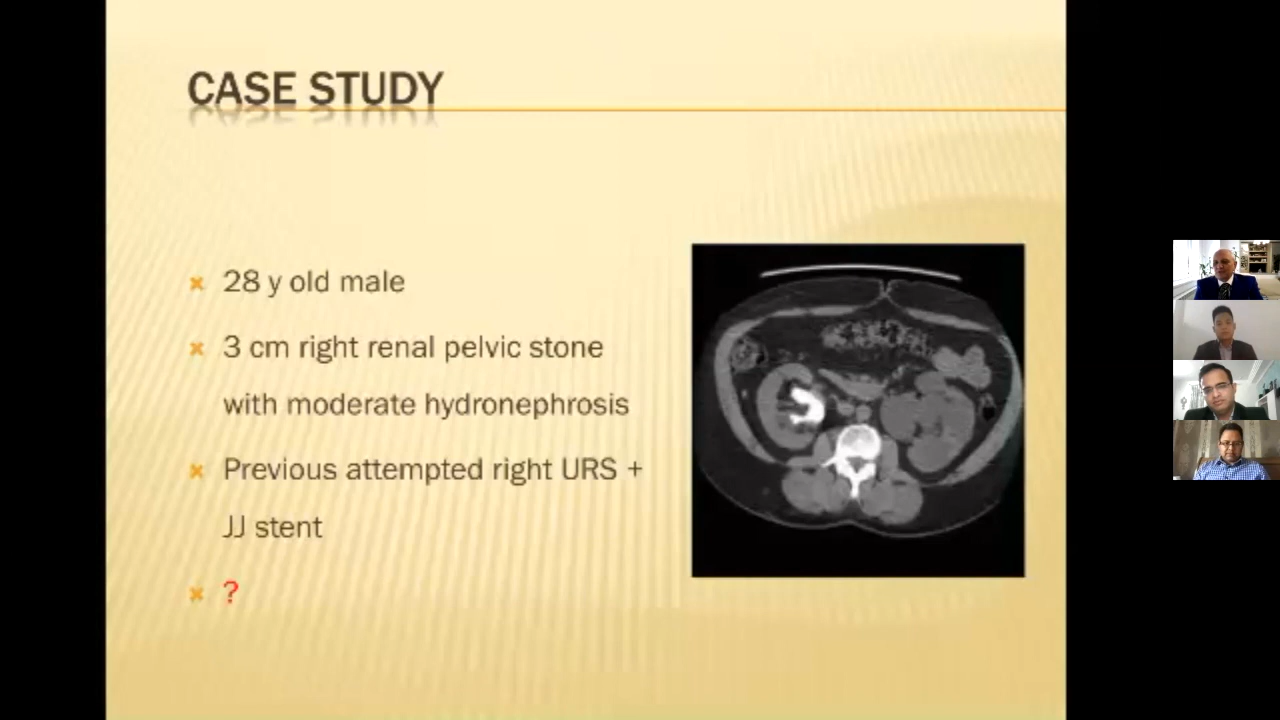 CASE STUDY
28 y old male
3 cm right renal pelvic stone
with moderate hydronephrosis
Previous attempted right URS +
JJ stent
?